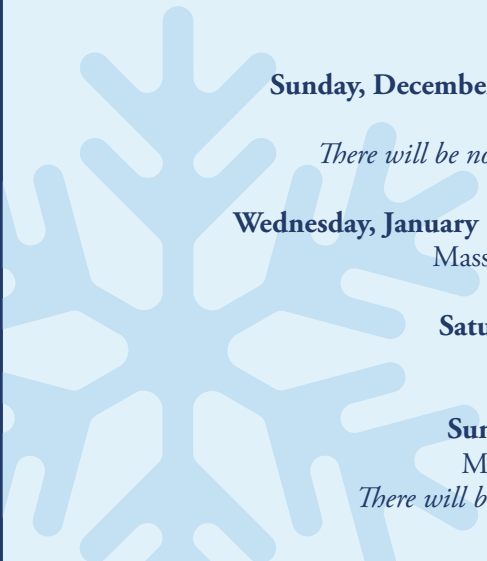 Sunday, Decembe
There will be no
Wednesday, January
Mass
Satu
Sun
M
There will b